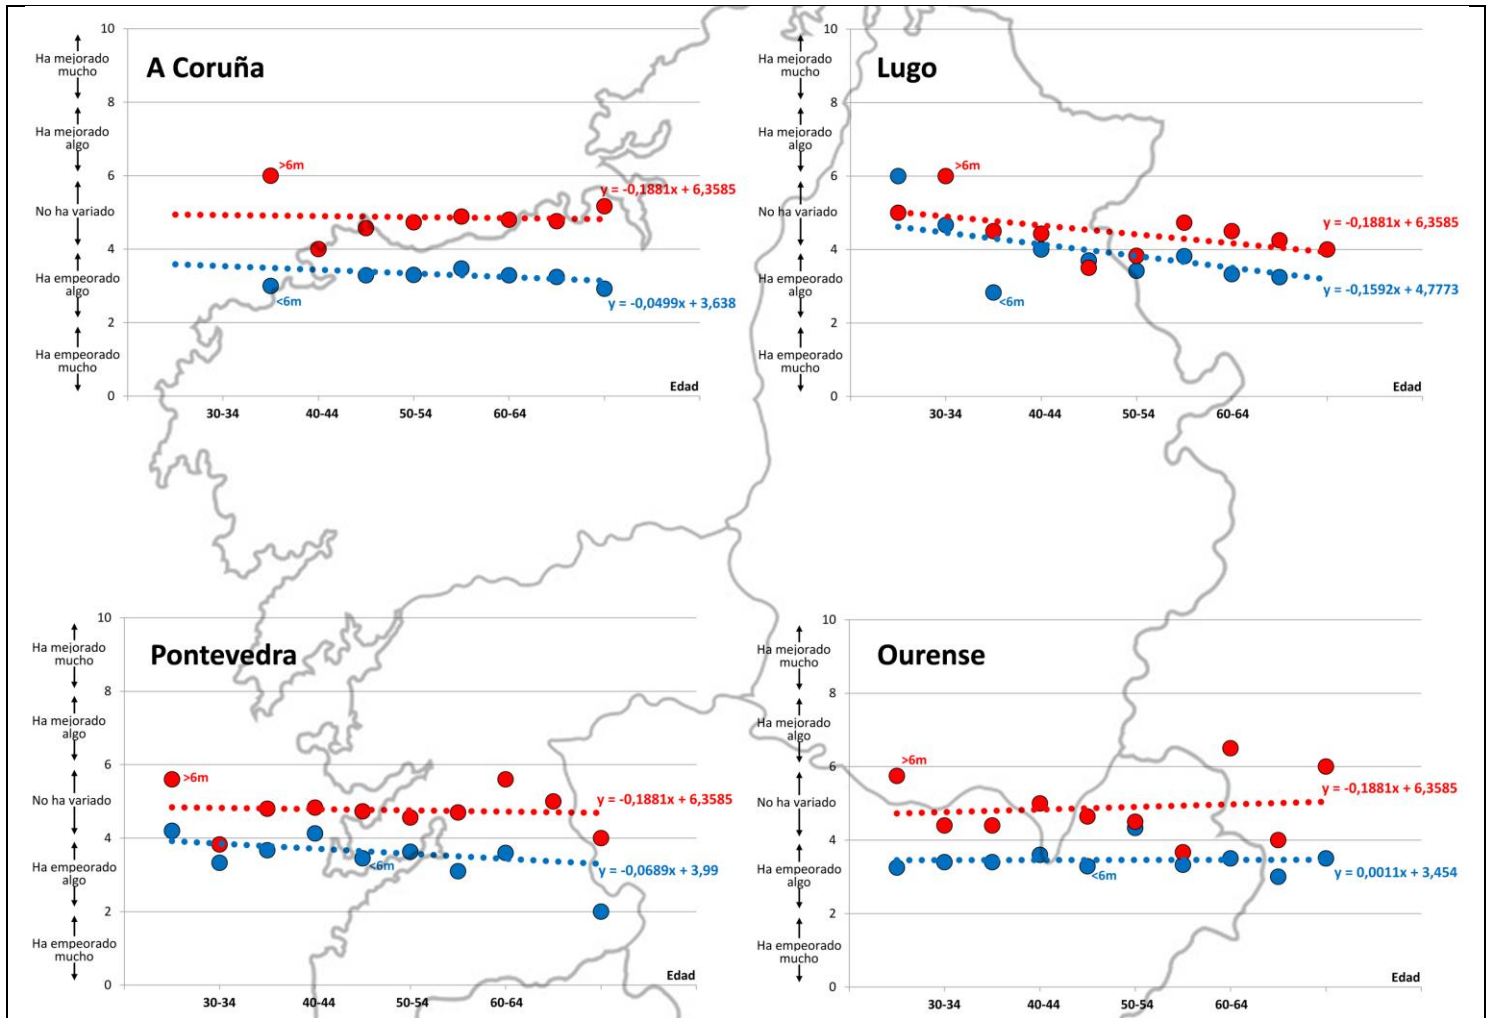 A Coruña
10
8
6
4
2
0
Ha mejorado
mucho
Ha mejorado
algo
No ha variado
Ha empeorado
algo
Ha empeorado
mucho
>6m
<6m
y = -0,1881x + 6,3585
y = -0,0499x + 3,638
Edad
30-34
40-44
50-54
60-64
Lugo
10
8
6
4
2
0
Ha mejorado
mucho
Ha mejorado
algo
No ha variado
Ha empeorado
algo
Ha empeorado
mucho
>6m
<6m
y = -0,1881x + 6,3585
y = -0,1592x + 4,7773
Edad
30-34
40-44
50-54
60-64
Pontevedra
10
8
6
4
2
0
Ha mejorado
mucho
Ha mejorado
algo
No ha variado
Ha empeorado
algo
Ha empeorado
mucho
>6m
<6m
y = -0,1881x + 6,3585
y = -0,0689x + 3,99
Edad
30-34
40-44
50-54
60-64
Ourense
10
8
6
4
2
0
Ha mejorado
mucho
Ha mejorado
algo
No ha variado
Ha empeorado
algo
Ha empeorado
mucho
>6m
<6m
y = -0,1881x + 6,3585
y = 0,0011x + 3,454
Edad
30-34
40-44
50-54
60-64